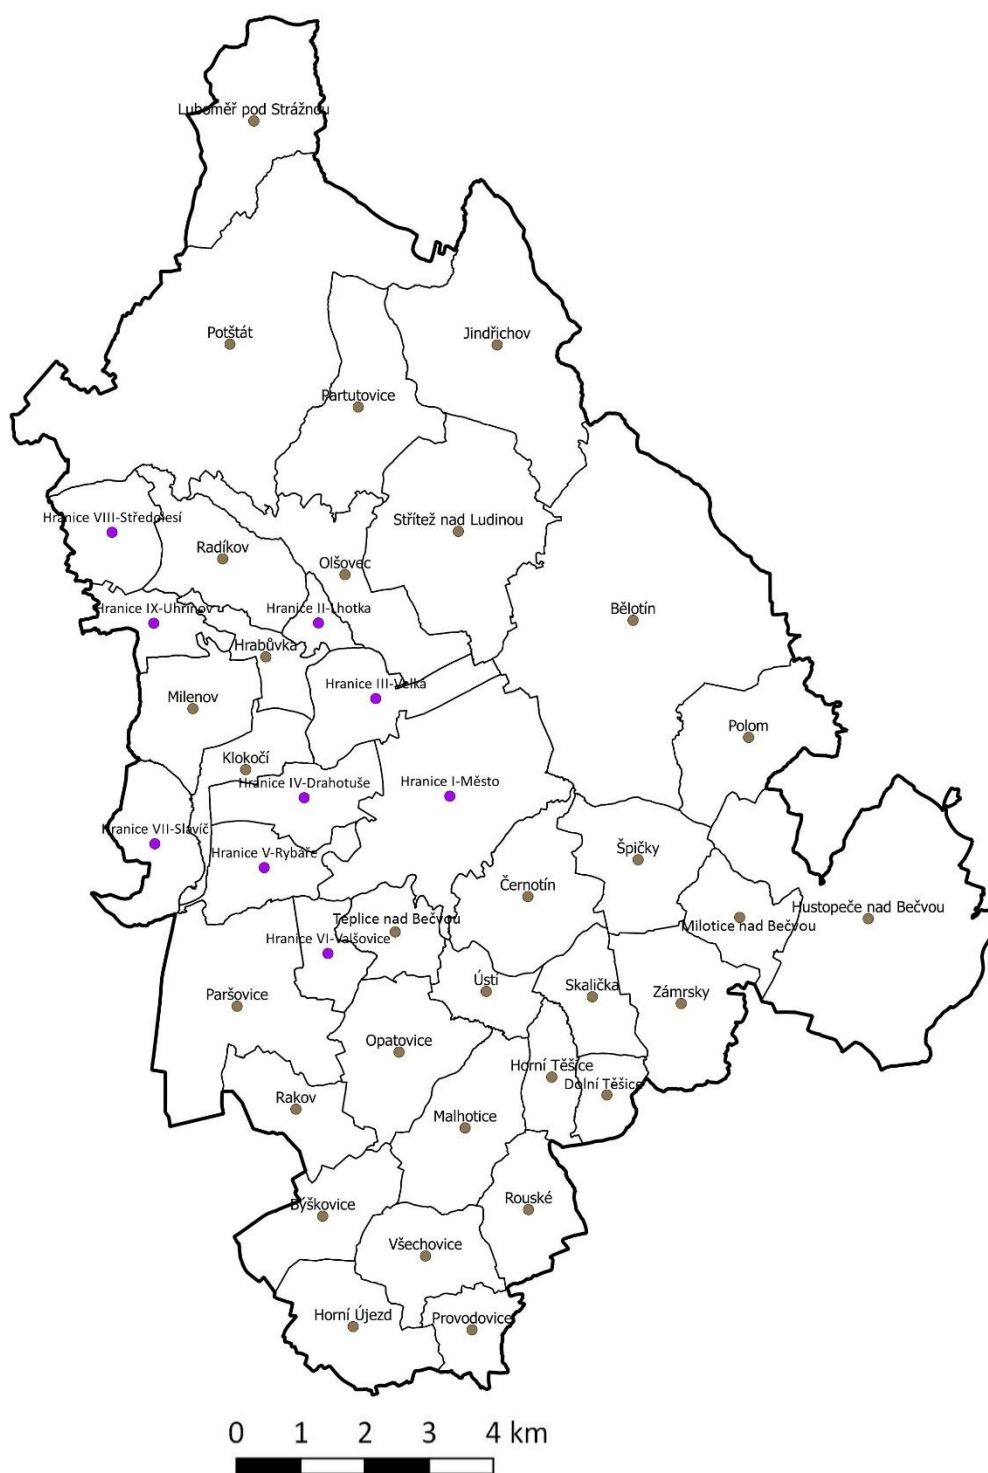 Luboměř pod Strážnou
Potštát
Jindřichov
Partutovice
Hranice VIII-Středolesí
Střítež nad Ludinou
Radíkov
Olšovec
Hranice IX-Uhřínov
Hranice II-Lhotka
Bělotín
Hrabůvka
Hranice III-Velká
Milenov
Polom
Klokočí
Hranice IV-Drahotuše
Hranice I-Město
Hranice VII-Slavíč
Hranice V-Rybáře
Špičky
Černotín
Hustopeče nad Bečvou
Teplice nad Bečvou
Milotice nad Bečvou
Hranice VI-Valšovice
Ústí
Skalička
Zámrsky
Paršovice
Opatovice
Horní Těšice
Dolní Těšice
Rakov
Malhotice
Býškovice
Rouské
Všechovice
Horní Újezd
Provodovice
0 1 2 3 4 km